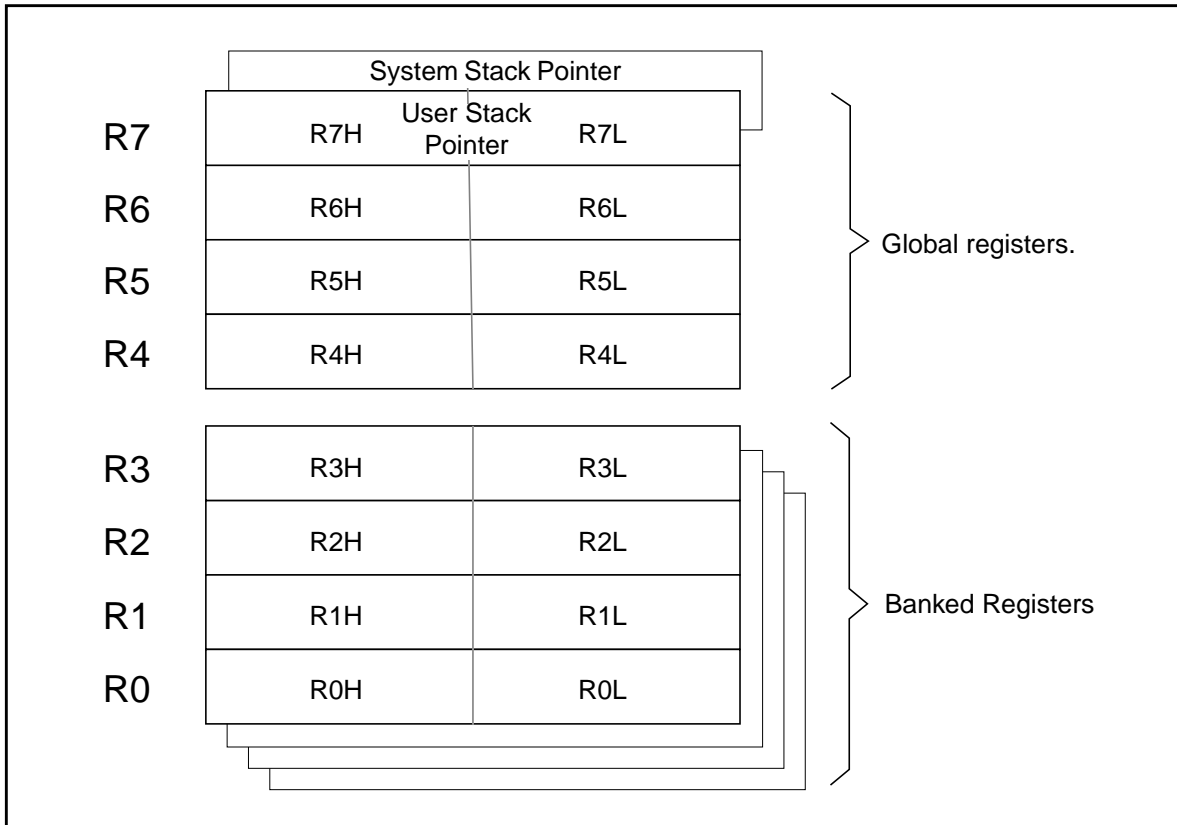 System Stack Pointer
R7 R7H User Stack R7L
Pointer
R6 R6H R6L
Global registers.
R5 R5H R5L
R4 R4H R4L
R3 R3H R3L
R2 R2H R2L
Banked Registers
R1 R1H R1L
R0 R0H R0L